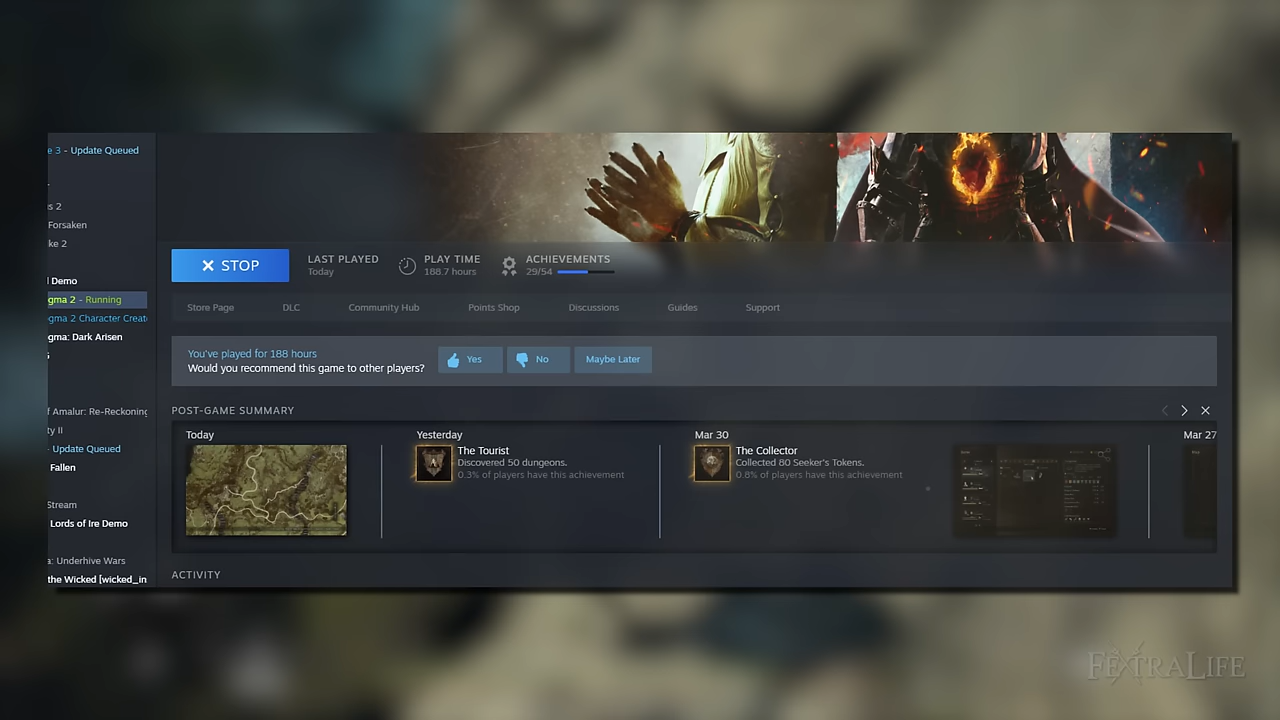 e 3 - Update Queued
s 2
Forsaken
ke 2
Demo
gma 2 - Running
gma 2 Character Creat
gma: Dark Arisen
f Amalur: Re-Reckoning
ty II
Update Queued
Fallen
Stream
Lords of Ire Demo
a: Underhive Wars
the Wicked [wicked_in
STOP
LAST PLAYED
Today
PLAY TIME
188.7 hours
ACHIEVEMENTS
29/54
Store Page
DLC
Community Hub
Points Shop
Discussions
Guides
Support
You've played for 188 hours
Would you recommend this game to other players?
Yes
No
Maybe Later
POST-GAME SUMMARY
Today
Yesterday
The Tourist
Discovered 50 dungeons.
0.3% of players have this achievement
Mar 30
The Collector
Collected 80 Seeker's Tokens.
0.8% of players have this achievement
Mar 27
ACTIVITY
FEXTRALIFE